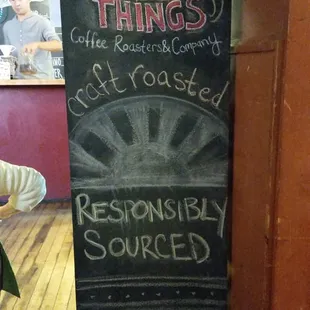 THINGS
Coffee Roasters & Company
craft roasted
RESPONSIBLY
SOURCED